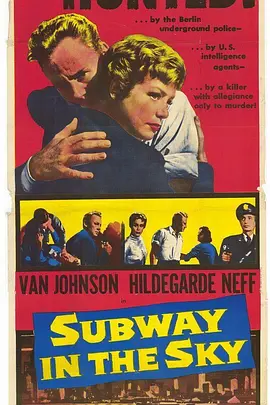 . . . by the Berlin
underground police—
. . . by U. S.
intelligence
agents—
. . . by a killer
with allegiance
only to murder!
VAN JOHNSON HILDEGARDE NEFF
in
SUBWAY
IN THE SKY